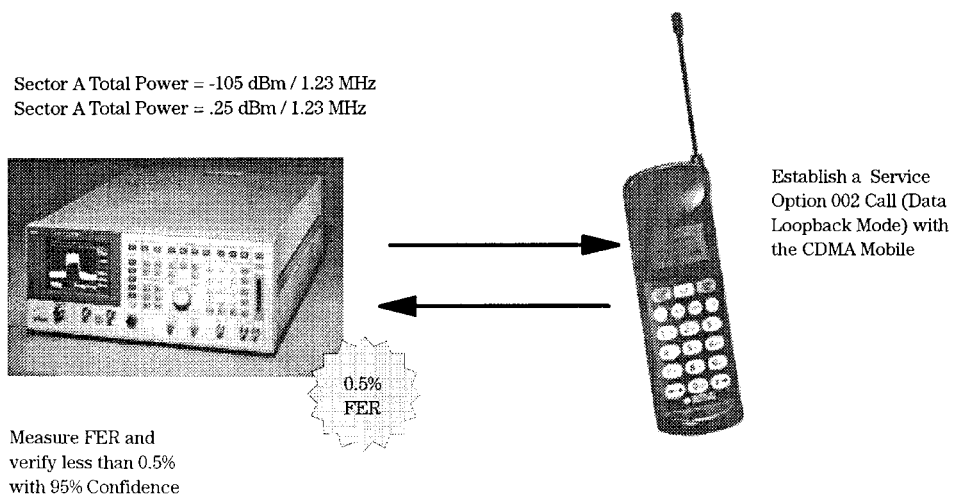 Sector A Total Power = -105 dBm / 1.23 MHz
Sector A Total Power = .25 dBm / 1.23 MHz
Establish a Service
Option 002 Call (Data
Loopback Mode) with
the CDMA Mobile
0.5%
FER
Measure FER and
verify less than 0.5%
with 95% Confidence